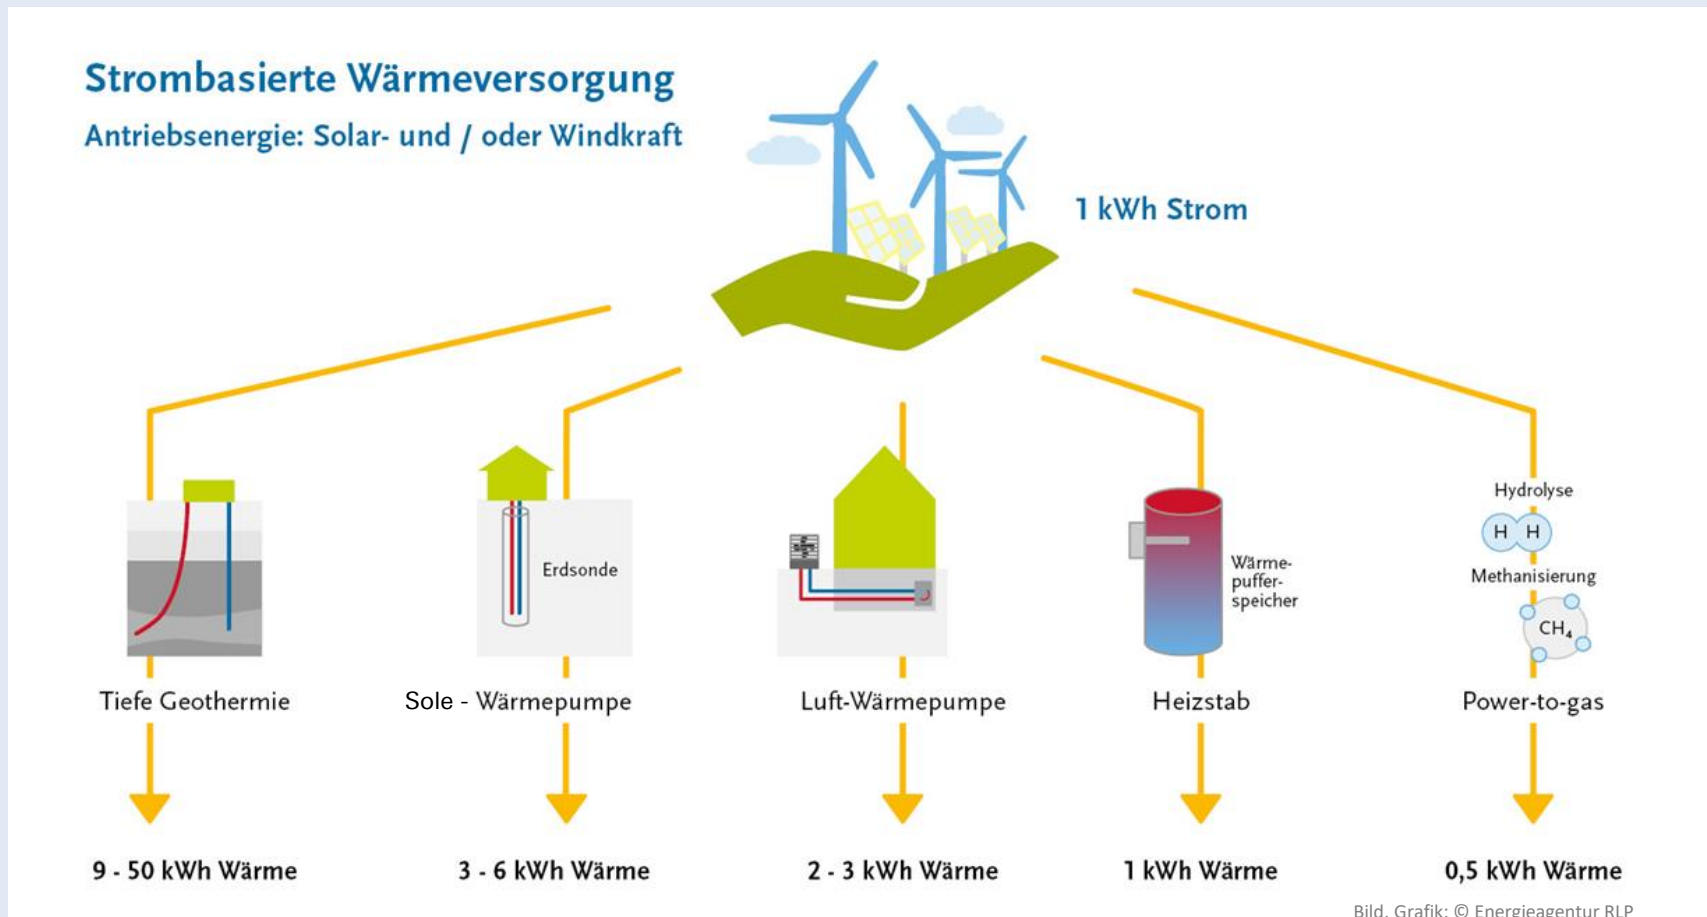 Strombasierte Wärmeversorgung
Antriebsenergie: Solar- und / oder Windkraft
1 kWh Strom
Erdsonde
Wärme-
puffer-
speicher
Hydrolyse
H H
Methanisierung
CH₄
Tiefe Geothermie
Sole - Wärmepumpe
Luft-Wärmepumpe
Heizstab
Power-to-gas
9 - 50 kWh Wärme
3 - 6 kWh Wärme
2 - 3 kWh Wärme
1 kWh Wärme
0,5 kWh Wärme
Bild, Grafik: © Energieagentur RLP